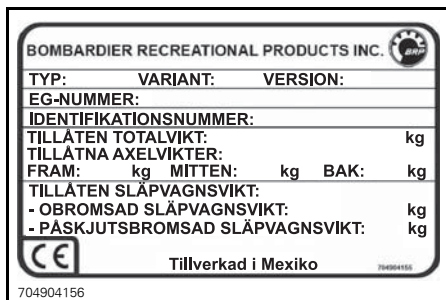 BOMBARDIER RECREATIONAL PRODUCTS INC. BRP
TYP: VARIANT: VERSION:
EG-NUMMER:
IDENTIFIKATIONSNUMMER:
TILLÅTEN TOTALVIKT: kg
TILLÅTNA AXELVIKTER:
FRAM: kg MITTEN: kg BAK: kg
TILLÅTEN SLÄPVAGNSVIKT:
- OBROMSAD SLÄPVAGNSVIKT: kg
- PÅSKJUTSBROMSAD SLÄPVAGNSVIKT: kg
CE Tillverkad i Mexiko 704904155
704904156